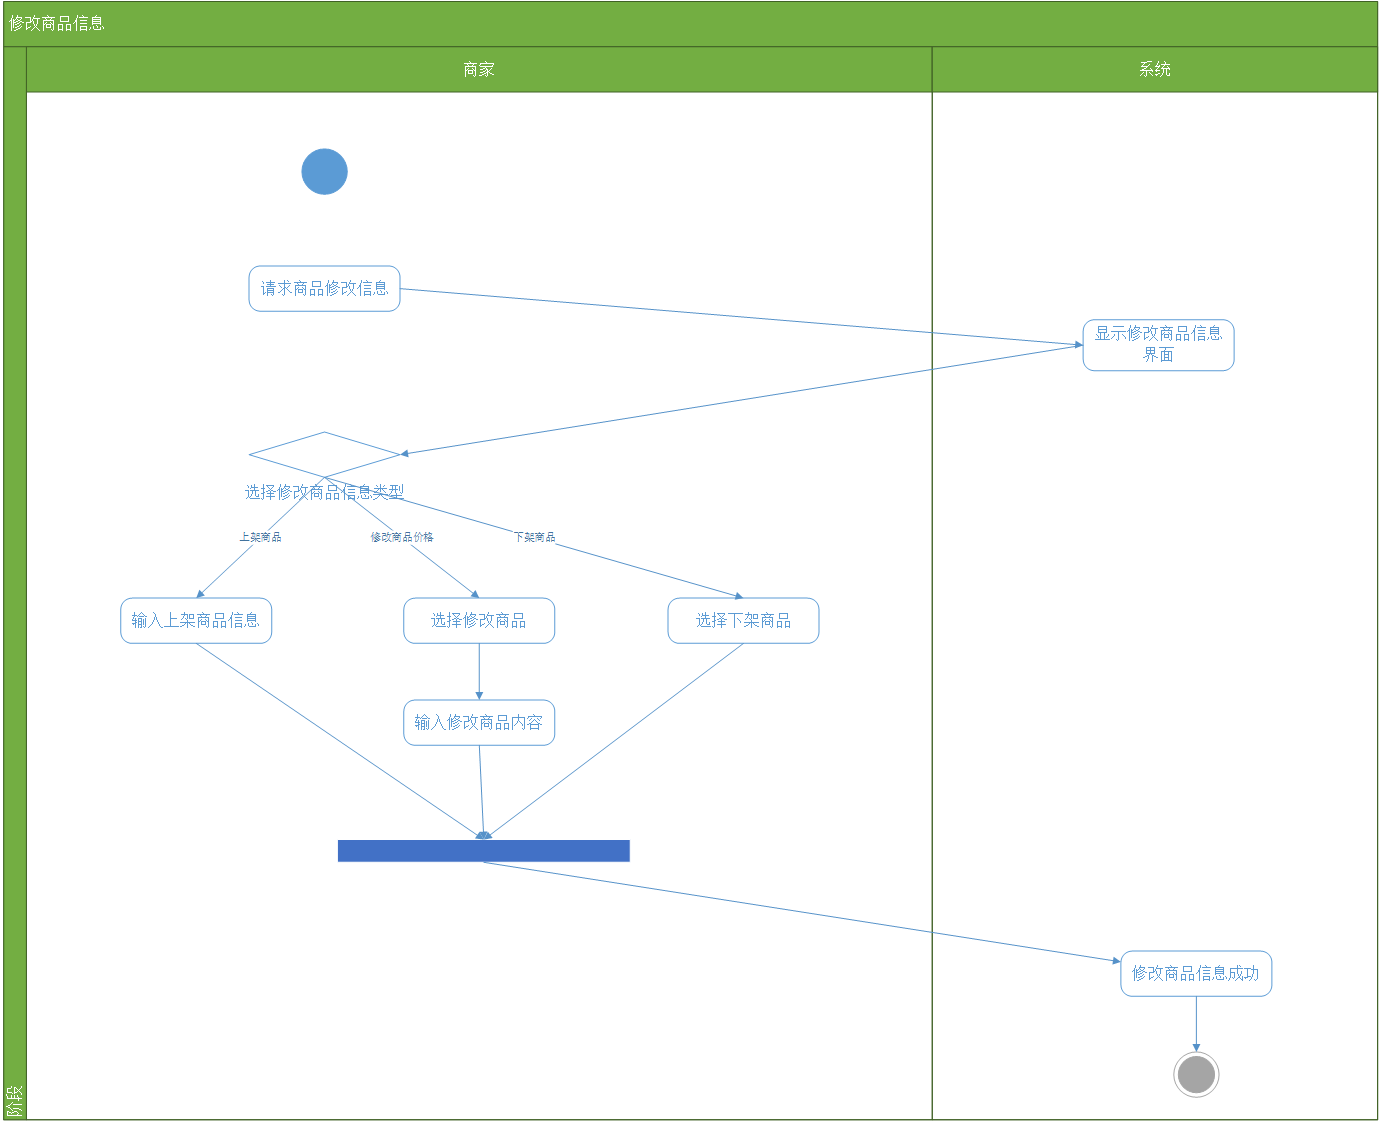 修改商品信息
商家
系统
请求商品修改信息
显示修改商品信息
界面
选择修改商品信息类型
上架商品
修改商品价格
下架商品
输入上架商品信息
选择修改商品
选择下架商品
输入修改商品内容
修改商品信息成功
阶段